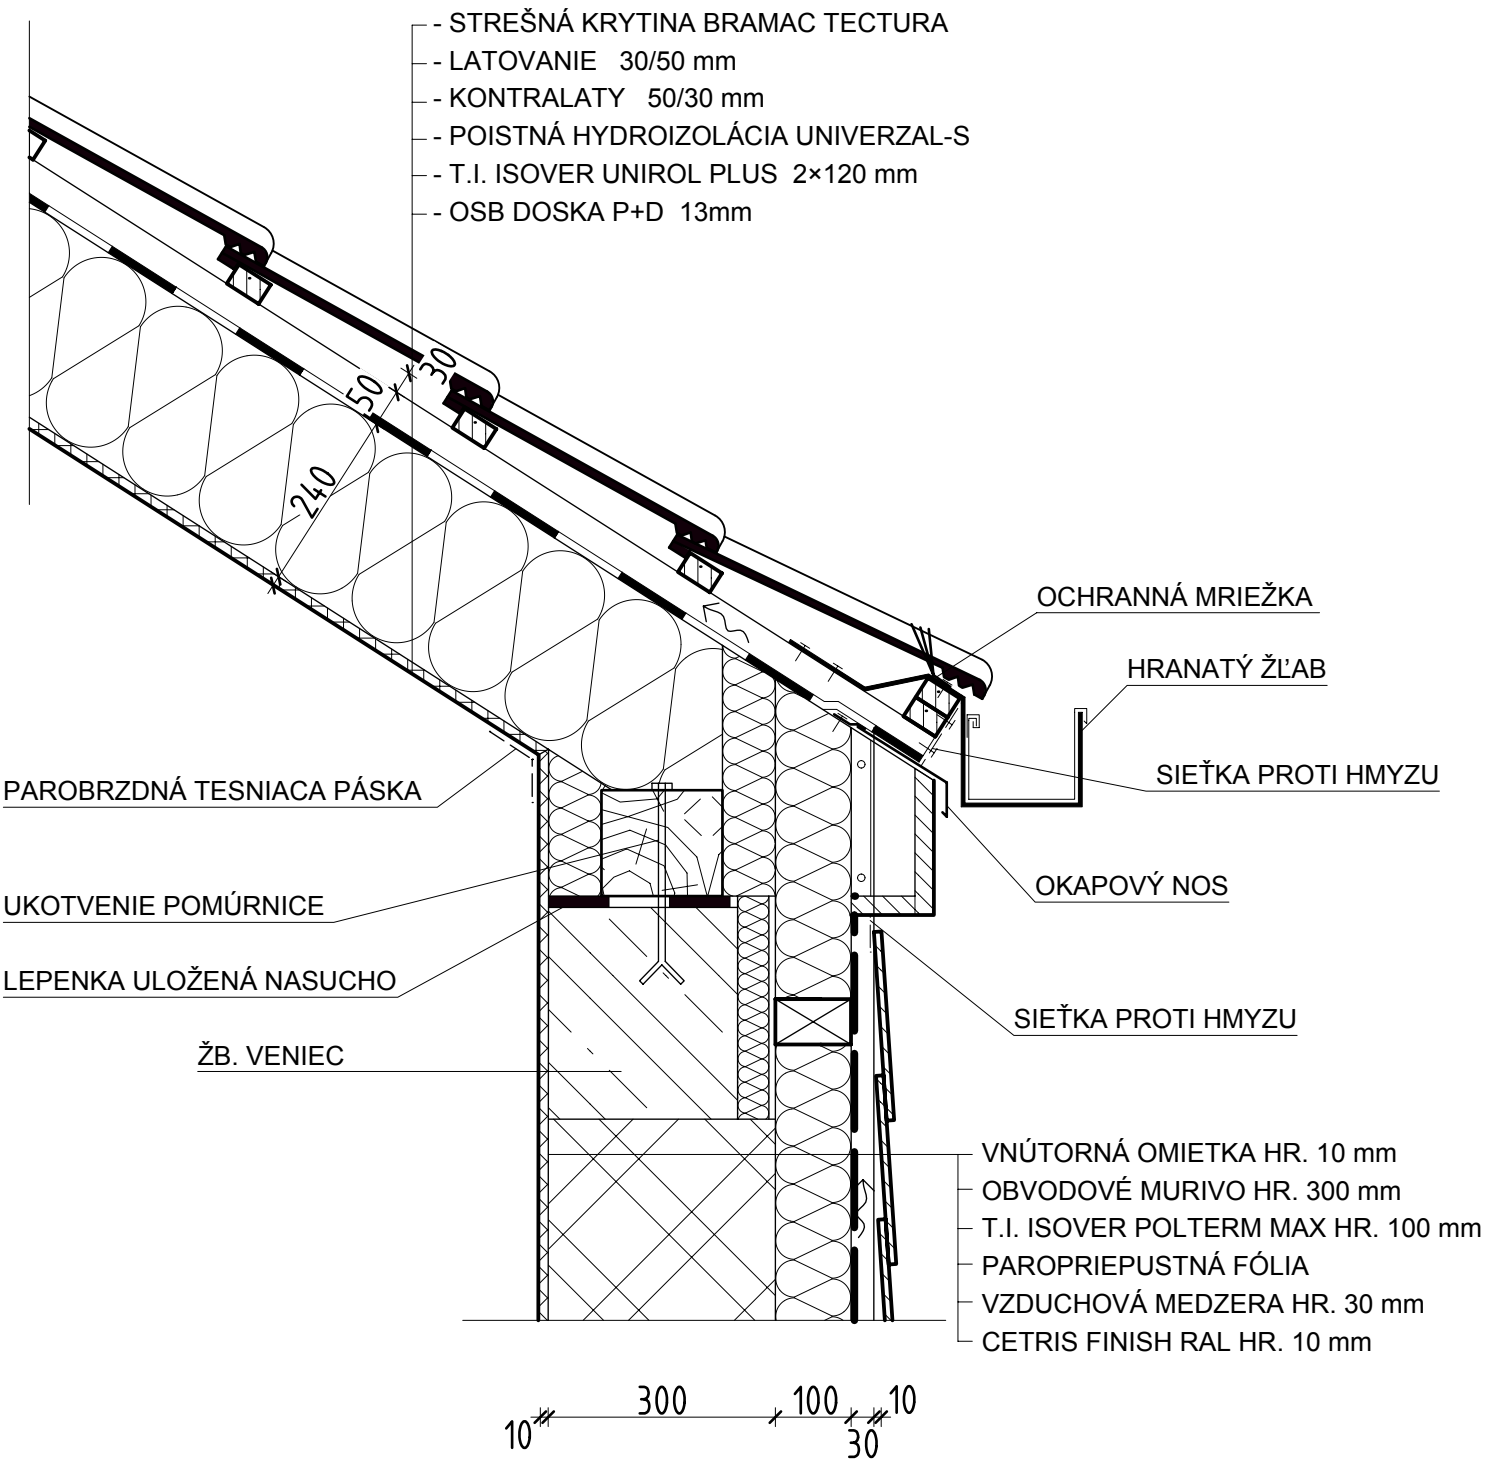 - STREŠNÁ KRYTINA BRAMAC TECTURA
- LATOVANIE 30/50 mm
- KONTRALATY 50/30 mm
- POISTNÁ HYDROIZOLÁCIA UNIVERZAL-S
- T.I. ISOVER UNIROL PLUS 2×120 mm
- OSB DOSKA P+D 13mm
30
50
240
OCHRANNÁ MRIEŽKA
HRANATÝ ŽĽAB
SIEŤKA PROTI HMYZU
OKAPOVÝ NOS
PAROBRZDNÁ TESNIACA PÁSKA
UKOTVENIE POMÚRNICE
LEPENKA ULOŽENÁ NASUCHO
ŽB. VENIEC
SIEŤKA PROTI HMYZU
VNÚTORNÁ OMIETKA HR. 10 mm
OBVODOVÉ MURIVO HR. 300 mm
T.I. ISOVER POLTERM MAX HR. 100 mm
PAROPRIEPUSTNÁ FÓLIA
VZDUCHOVÁ MEDZERA HR. 30 mm
CETRIS FINISH RAL HR. 10 mm
10 300 100 30 10